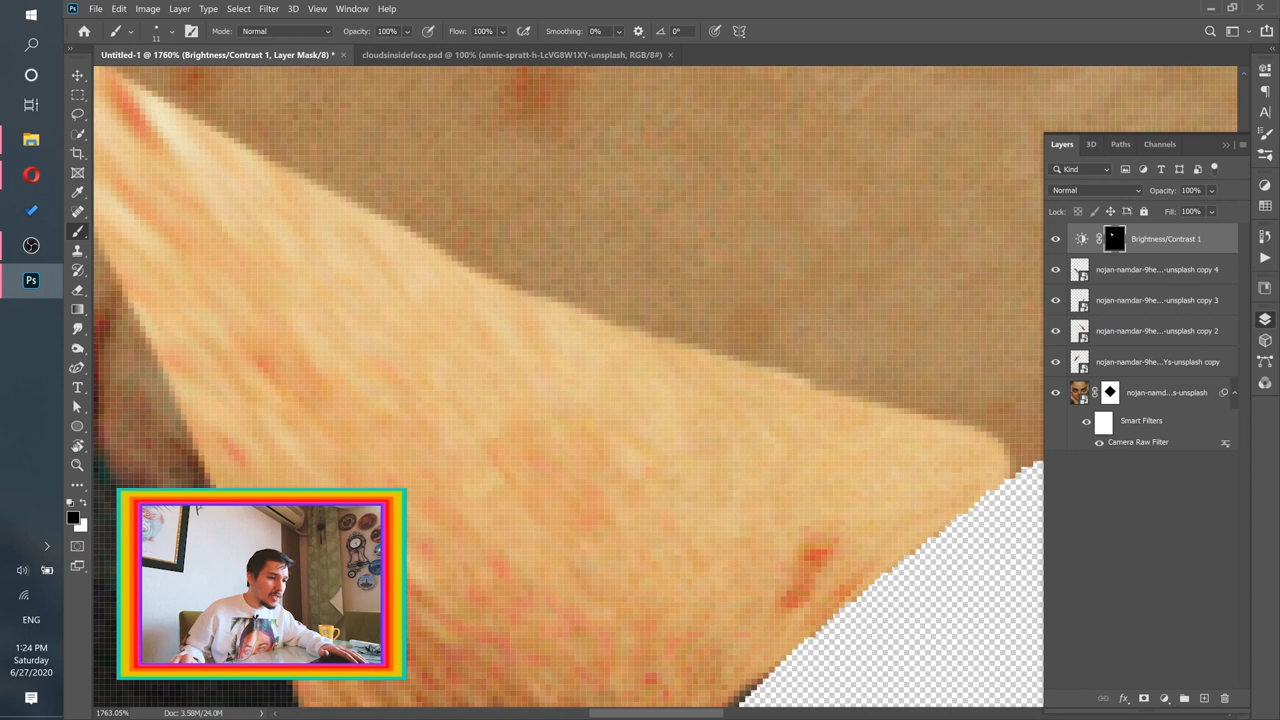 Ps File Edit Image Layer Type Select Filter 3D View Window Help
11 Mode: Normal Opacity: 100% Flow: 100% Smoothing: 0% 0°
Untitled-1 @ 1760% (Brightness/Contrast 1, Layer Mask/8) * × cloudsinsideface.psd @ 100% (annie-spratt-h-LcVG8W1XY-unsplash, RGB/8#) ×
Layers 3D Paths Channels
Kind
Normal Opacity: 100%
Lock: Fill: 100%
Brightness/Contrast 1
nojan-namdar-9he...-unsplash copy 4
nojan-namdar-9he...-unsplash copy 3
nojan-namdar-9he...-unsplash copy 2
nojan-namdar-9he...Ys-unsplash copy
nojan-namd...s-unsplash
Smart Filters
Camera Raw Filter
Ps
ENG
1:24 PM
Saturday
6/27/2020
1763.05% Doc: 3.58M/24.0M
fx